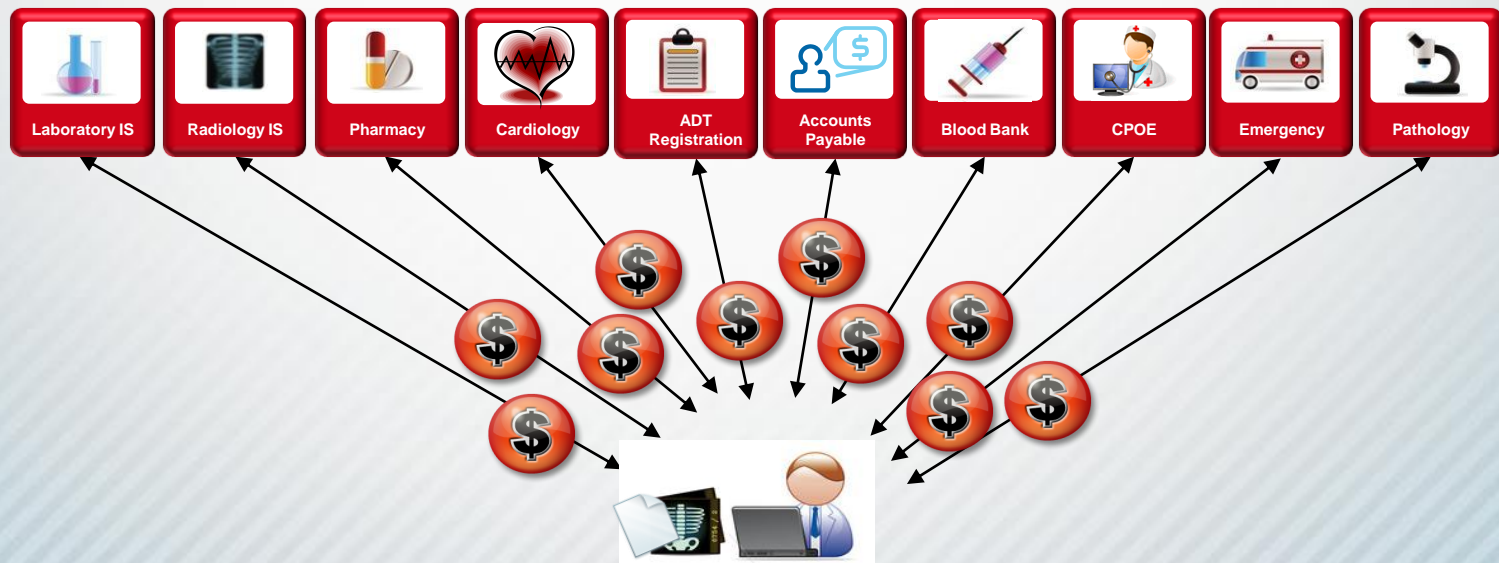 Laboratory IS
Radiology IS
Pharmacy
Cardiology
ADT
Registration
Accounts
Payable
Blood Bank
CPOE
Emergency
Pathology
$
$
$
$
$
$
$
$
$
$
$